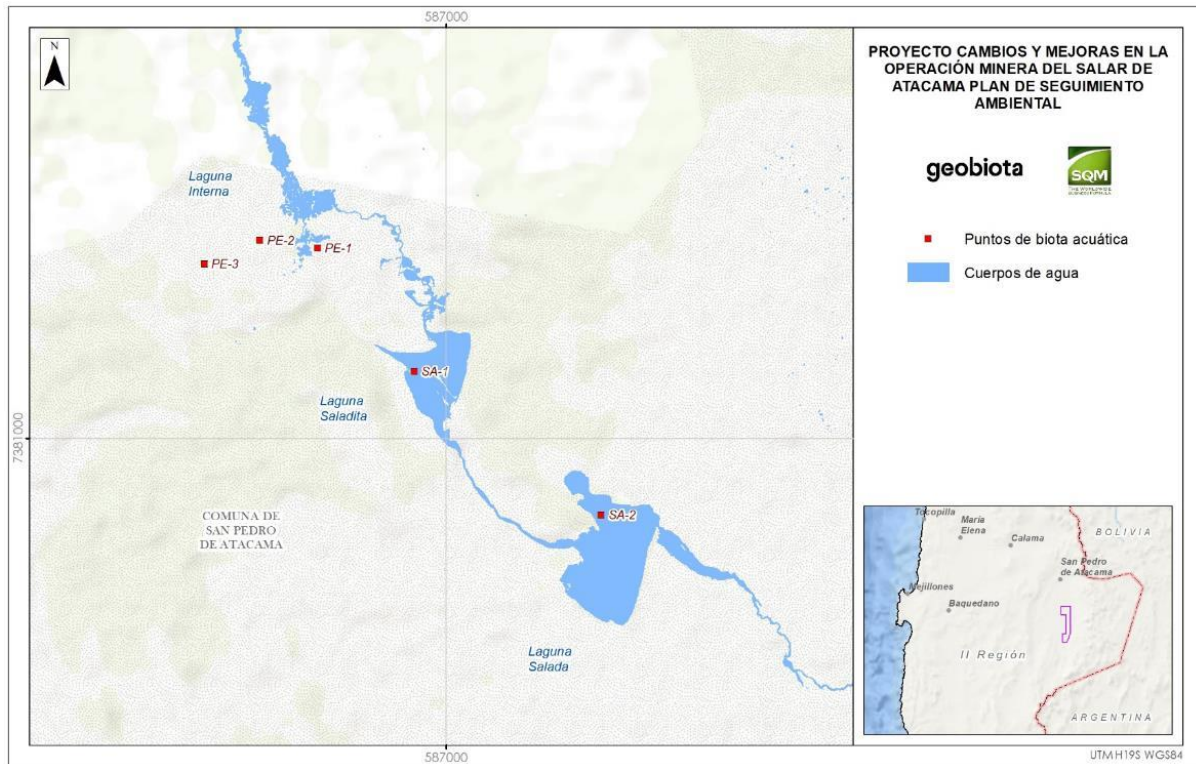 587000
N
Laguna
Interna
PE-2
PE-1
PE-3
SA-1
Laguna
Saladita
7381000
SA-2
COMUNA DE
SAN PEDRO
DE ATACAMA
Laguna
Salada
587000
PROYECTO CAMBIOS Y MEJORAS EN LA
OPERACIÓN MINERA DEL SALAR DE
ATACAMA PLAN DE SEGUIMIENTO
AMBIENTAL
geobiota
SQM
Puntos de biota acuática
Cuerpos de agua
Tocopilla
María
Elena
Calama
BOLIVIA
San Pedro
de Atacama
Mejillones
Baquedano
II Región
ARGENTINA
UTM H19S WGS84